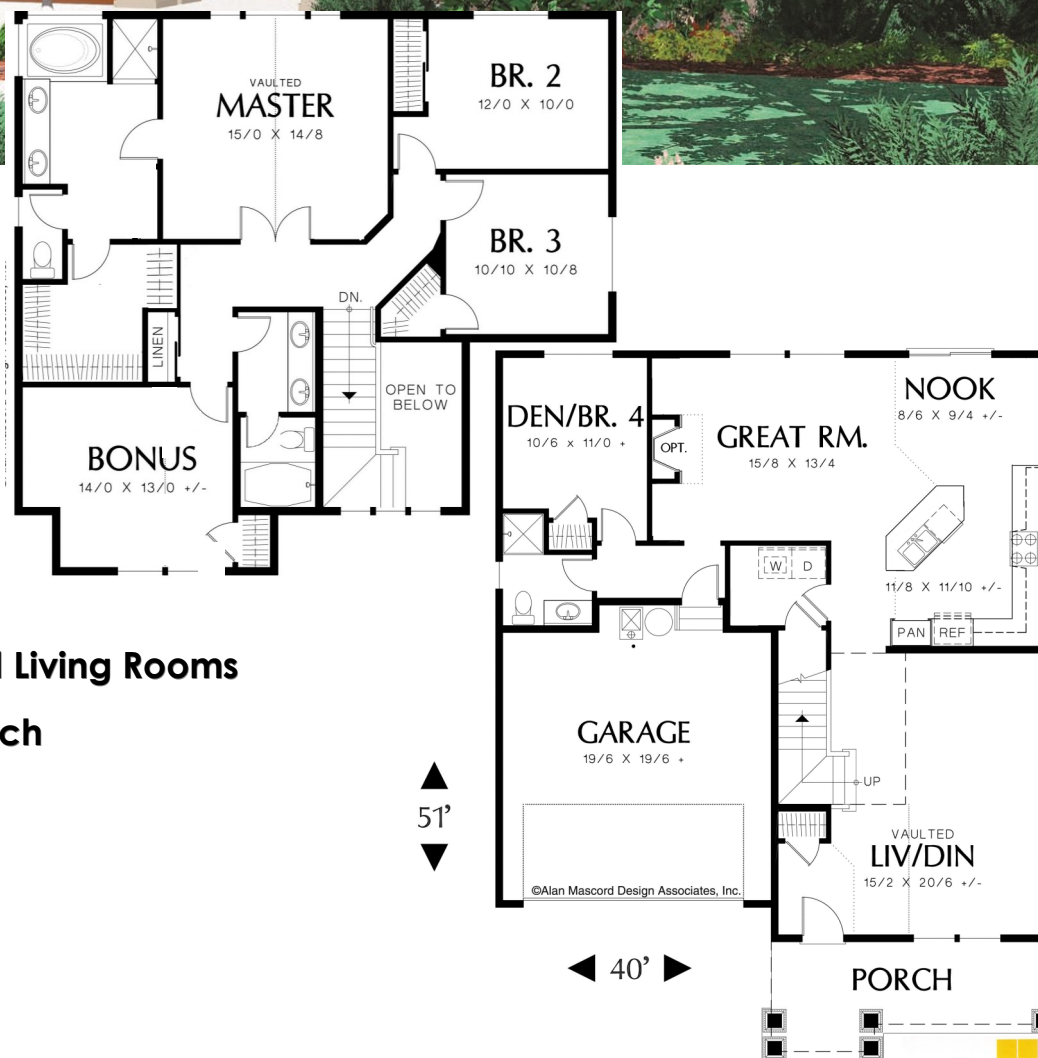 VAULTED
MASTER
15/0 X 14/8
BR. 2
12/0 X 10/0
BR. 3
10/10 X 10/8
DN.
LINEN
OPEN TO
BELOW
BONUS
14/0 X 13/0 +/-
DEN/BR. 4
10/6 x 11/0 +
OPT.
GREAT RM.
15/8 X 13/4
NOOK
8/6 X 9/4 +/-
W D
11/8 X 11/10 +/-
PAN REF
Living Rooms
ch
GARAGE
19/6 X 19/6 +
UP
51'
VAULTED
LIV/DIN
15/2 X 20/6 +/-
©Alan Mascord Design Associates, Inc.
40'
PORCH